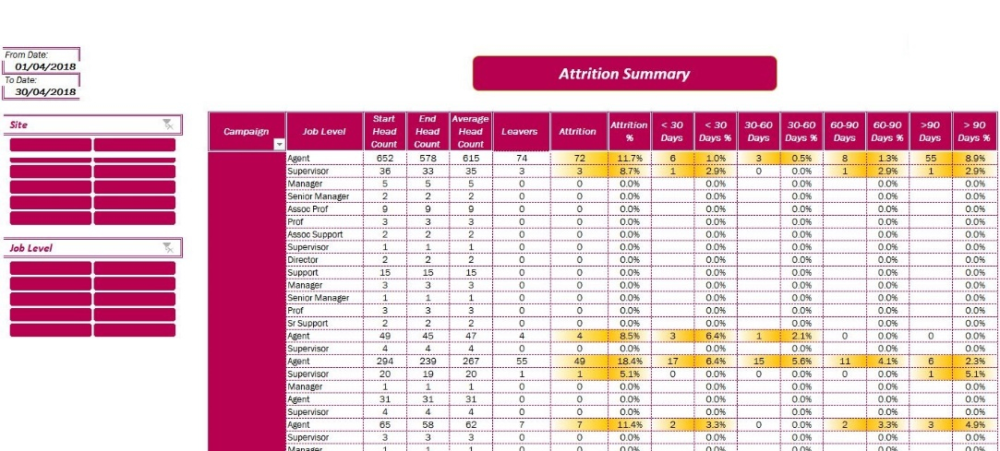 From Date:
01/04/2018
To Date:
30/04/2018
Attrition Summary
Site
Job Level
Campaign Job Level Start Head Count End Head Count Average Head Count Leavers Attrition Attrition % < 30 Days < 30 Days % 30-60 Days 30-60 Days % 60-90 Days 60-90 Days % >90 Days > 90 Days %
Agent 652 578 615 74 72 11.7% 6 1.0% 3 0.5% 8 1.3% 55 8.9%
Supervisor 36 33 35 3 3 8.7% 1 2.9% 0 0.0% 1 2.9% 1 2.9%
Manager 5 5 5 0 0 0.0% 0.0% 0.0% 0.0% 0.0%
Senior Manager 2 2 2 0 0 0.0% 0.0% 0.0% 0.0% 0.0%
Assoc Prof 9 9 9 0 0 0.0% 0.0% 0.0% 0.0% 0.0%
Prof 3 3 3 0 0 0.0% 0.0% 0.0% 0.0% 0.0%
Assoc Support 2 2 2 0 0 0.0% 0.0% 0.0% 0.0% 0.0%
Supervisor 1 1 1 0 0 0.0% 0.0% 0.0% 0.0% 0.0%
Director 2 2 2 0 0 0.0% 0.0% 0.0% 0.0% 0.0%
Support 15 15 15 0 0 0.0% 0.0% 0.0% 0.0% 0.0%
Manager 3 3 3 0 0 0.0% 0.0% 0.0% 0.0% 0.0%
Senior Manager 1 1 1 0 0 0.0% 0.0% 0.0% 0.0% 0.0%
Prof 3 3 3 0 0 0.0% 0.0% 0.0% 0.0% 0.0%
Sr Support 2 2 2 0 0 0.0% 0.0% 0.0% 0.0% 0.0%
Agent 49 45 47 4 4 8.5% 3 6.4% 1 2.1% 0 0.0% 0 0.0%
Supervisor 4 4 4 0 0 0.0% 0.0% 0.0% 0.0% 0.0%
Agent 294 239 267 55 49 18.4% 17 6.4% 15 5.6% 11 4.1% 6 2.3%
Supervisor 20 19 20 1 1 5.1% 0 0.0% 0 0.0% 0 0.0% 1 5.1%
Manager 1 1 1 0 0 0.0% 0.0% 0.0% 0.0% 0.0%
Agent 31 31 31 0 0 0.0% 0.0% 0.0% 0.0% 0.0%
Supervisor 4 4 4 0 0 0.0% 0.0% 0.0% 0.0% 0.0%
Agent 65 58 62 7 7 11.4% 2 3.3% 0 0.0% 2 3.3% 3 4.9%
Supervisor 3 3 3 0 0 0.0% 0.0% 0.0% 0.0% 0.0%
Manager 1 1 1 0 0 0.0% 0.0% 0.0% 0.0% 0.0%